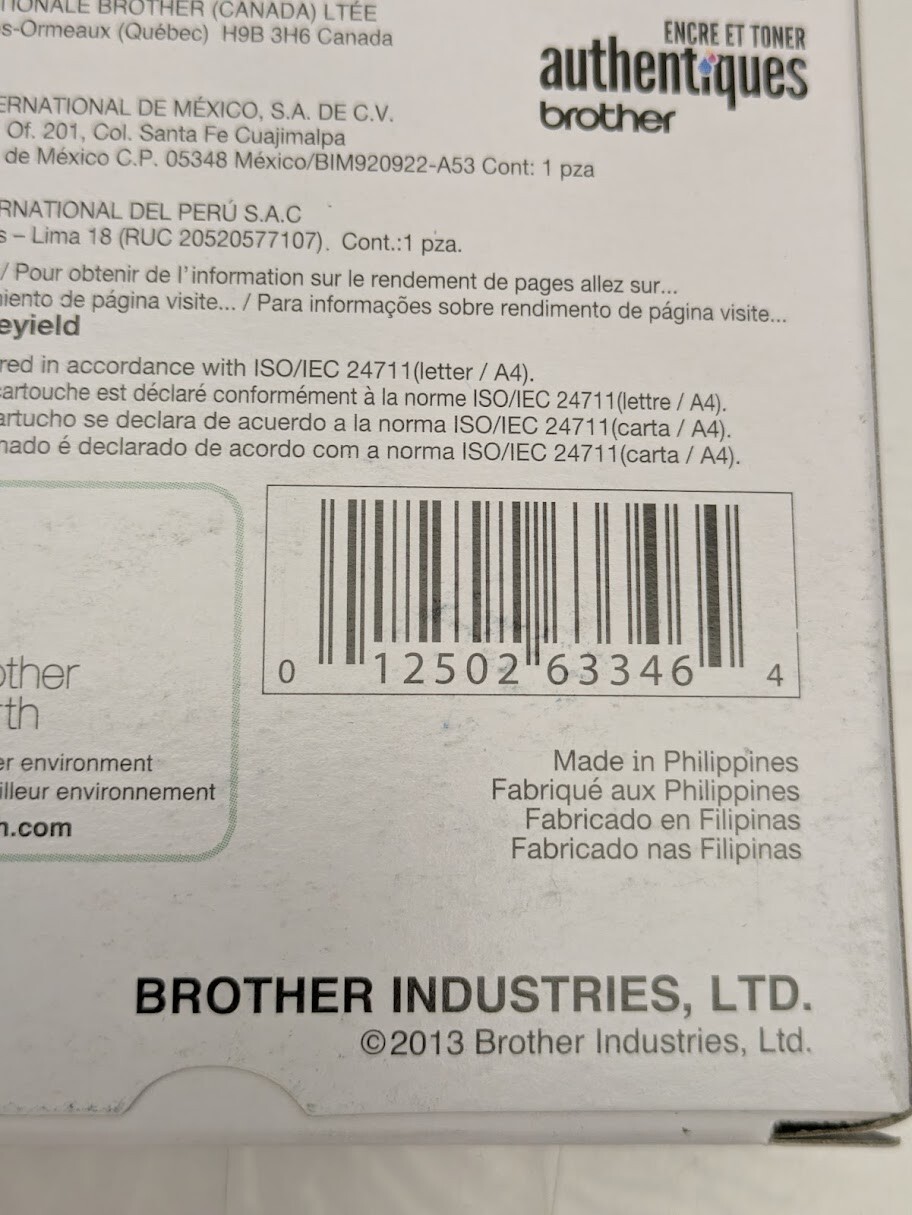 BROTHER (CANADA) LTÉE
s-Ormeaux (Québec) H9B 3H6 Canada
ENCRE ET TONER
authentiques
brother
ERNATIONAL DE MÉXICO, S.A. DE C.V.
Of. 201, Col. Santa Fe Cuajimalpa
de México C.P. 05348 México/BIM920922-A53 Cont: 1 pza
RNATIONAL DEL PERÚ S.A.C
s – Lima 18 (RUC 20520577107). Cont.:1 pza.
/ Pour obtenir de l'information sur le rendement de pages allez sur...
iento de página visite... / Para informações sobre rendimento de página visite...
eyield
red in accordance with ISO/IEC 24711(letter / A4).
cartouche est déclaré conformément à la norme ISO/IEC 24711(lettre / A4).
artucho se declara de acuerdo a la norma ISO/IEC 24711(carta / A4).
nado é declarado de acordo com a norma ISO/IEC 24711(carta / A4).
0 12502 63346 4
other
rth
er environment
illeur environnement
h.com
Made in Philippines
Fabriqué aux Philippines
Fabricado en Filipinas
Fabricado nas Filipinas
BROTHER INDUSTRIES, LTD.
©2013 Brother Industries, Ltd.